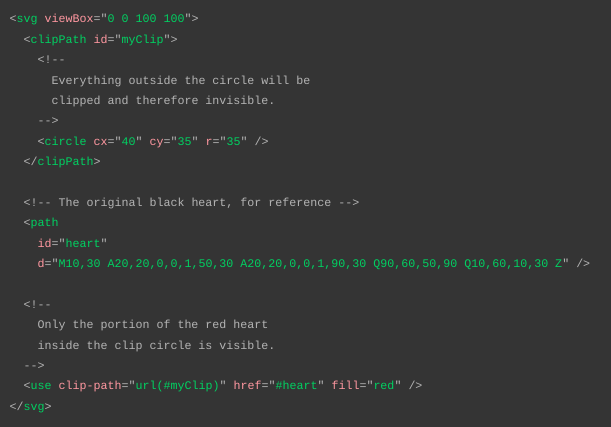 <svg viewBox="0 0 100 100">
  <clipPath id="myClip">
    <!--
      Everything outside the circle will be
      clipped and therefore invisible.
    -->
    <circle cx="40" cy="35" r="35" />
  </clipPath>

  <!-- The original black heart, for reference -->
  <path
    id="heart"
    d="M10,30 A20,20,0,0,1,50,30 A20,20,0,0,1,90,30 Q90,60,50,90 Q10,60,10,30 Z" />

  <!--
    Only the portion of the red heart
    inside the clip circle is visible.
  -->
  <use clip-path="url(#myClip)" href="#heart" fill="red" />
</svg>